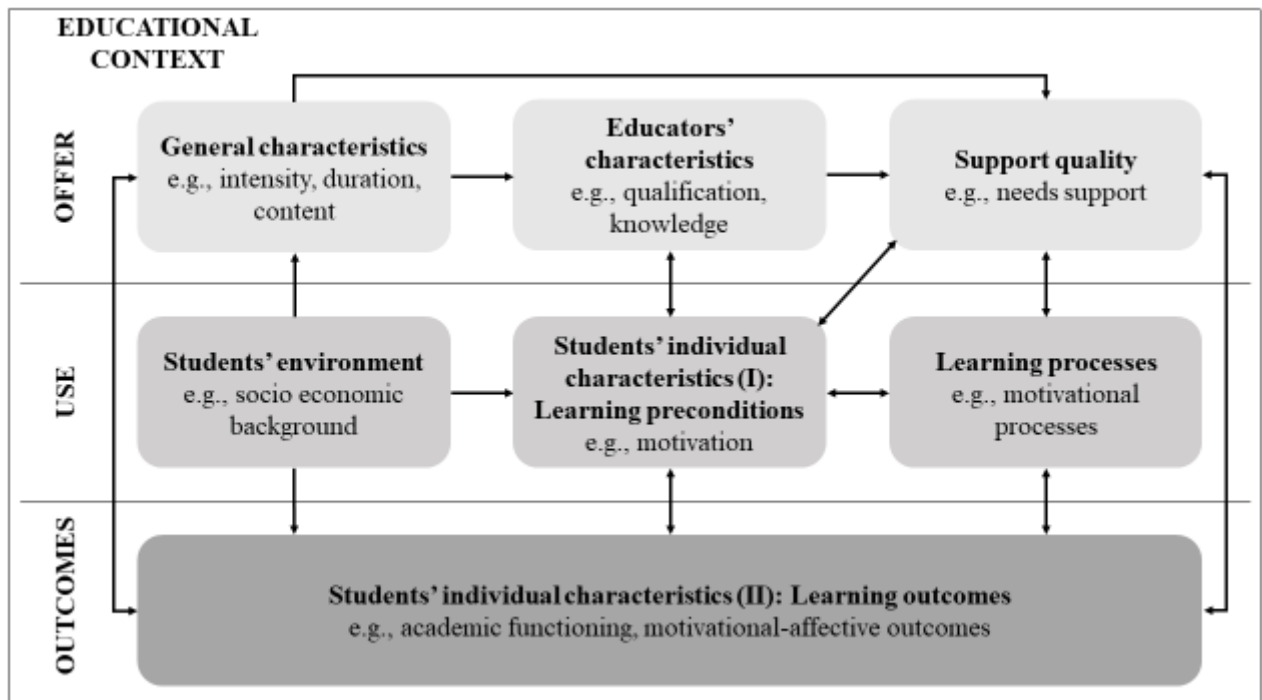 EDUCATIONAL
CONTEXT
OFFER
General characteristics
e.g., intensity, duration,
content
Educators’
characteristics
e.g., qualification,
knowledge
Support quality
e.g., needs support
USE
Students’ environment
e.g., socio economic
background
Students’ individual
characteristics (I):
Learning preconditions
e.g., motivation
Learning processes
e.g., motivational
processes
OUTCOMES
Students’ individual characteristics (II): Learning outcomes
e.g., academic functioning, motivational-affective outcomes